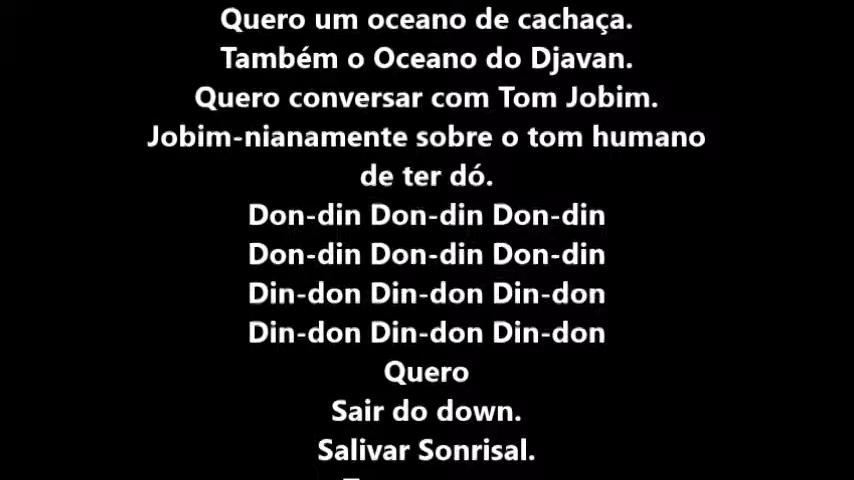 Quero um oceano de cachaça.
Também o Oceano do Djavan.
Quero conversar com Tom Jobim.
Jobim-nianamente sobre o tom humano
de ter dó.
Don-din Don-din Don-din
Don-din Don-din Don-din
Din-don Din-don Din-don
Din-don Din-don Din-don
Quero
Sair do down.
Salivar Sonrisal.